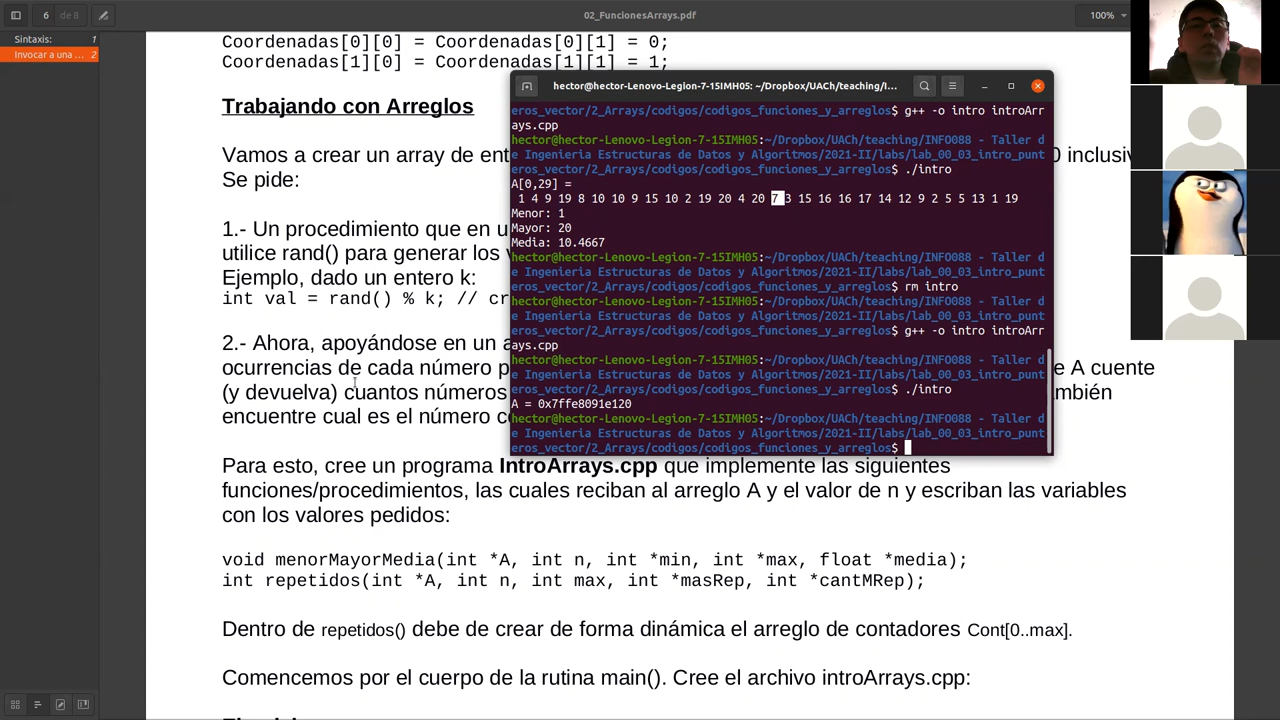 6 de 8
02_FuncionesArrays.pdf
100%
Sintaxis: 1
Invocar a una ... 2
Coordenadas[0][0] = Coordenadas[0][1] = 0;
Coordenadas[1][0] = Coordenadas[1][1] = 1;
Trabajando con Arreglos
Vamos a crear un array de ent
0 inclusiv
Se pide:
1.- Un procedimiento que en u
utilice rand() para generar los v
Ejemplo, dado un entero k:
int val = rand() % k; // cr
2.- Ahora, apoyándose en un a
ocurrencias de cada número p
e A cuente
(y devuelva) cuantos números
mbién
encuentre cual es el número c
Para esto, cree un programa IntroArrays.cpp que implemente las siguientes
funciones/procedimientos, las cuales reciban al arreglo A y el valor de n y escriban las variables
con los valores pedidos:
void menorMayorMedia(int *A, int n, int *min, int *max, float *media);
int repetidos(int *A, int n, int max, int *masRep, int *cantMRep);
Dentro de repetidos() debe de crear de forma dinámica el arreglo de contadores Cont[0..max].
Comencemos por el cuerpo de la rutina main(). Cree el archivo introArrays.cpp:
hector@hector-Lenovo-Legion-7-15IMH05: ~/Dropbox/UACh/teaching/I...
eros_vector/2_Arrays/codigos/codigos_funciones_y_arreglos$ g++ -o intro introArr
ays.cpp
hector@hector-Lenovo-Legion-7-15IMH05:~/Dropbox/UACh/teaching/INFO088 - Taller d
e Ingenieria Estructuras de Datos y Algoritmos/2021-II/labs/lab_00_03_intro_punt
eros_vector/2_Arrays/codigos/codigos_funciones_y_arreglos$ ./intro
A[0,29] =
1 4 9 19 8 10 10 9 15 10 2 19 20 4 20 7 3 15 16 16 17 14 12 9 2 5 5 13 1 19
Menor: 1
Mayor: 20
Media: 10.4667
hector@hector-Lenovo-Legion-7-15IMH05:~/Dropbox/UACh/teaching/INFO088 - Taller d
e Ingenieria Estructuras de Datos y Algoritmos/2021-II/labs/lab_00_03_intro_punt
eros_vector/2_Arrays/codigos/codigos_funciones_y_arreglos$ rm intro
hector@hector-Lenovo-Legion-7-15IMH05:~/Dropbox/UACh/teaching/INFO088 - Taller d
e Ingenieria Estructuras de Datos y Algoritmos/2021-II/labs/lab_00_03_intro_punt
eros_vector/2_Arrays/codigos/codigos_funciones_y_arreglos$ g++ -o intro introArr
ays.cpp
hector@hector-Lenovo-Legion-7-15IMH05:~/Dropbox/UACh/teaching/INFO088 - Taller d
e Ingenieria Estructuras de Datos y Algoritmos/2021-II/labs/lab_00_03_intro_punt
eros_vector/2_Arrays/codigos/codigos_funciones_y_arreglos$ ./intro
A = 0x7ffe8091e120
hector@hector-Lenovo-Legion-7-15IMH05:~/Dropbox/UACh/teaching/INFO088 - Taller d
e Ingenieria Estructuras de Datos y Algoritmos/2021-II/labs/lab_00_03_intro_punt
eros_vector/2_Arrays/codigos/codigos_funciones_y_arreglos$